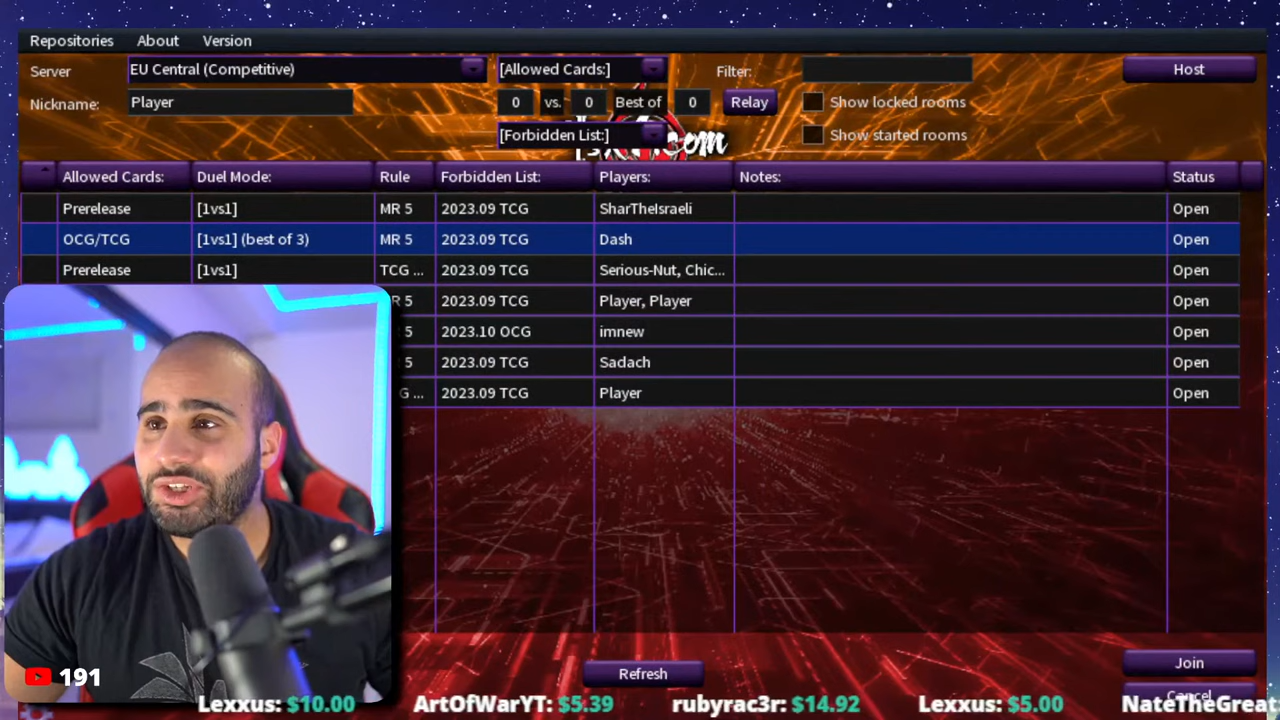 Repositories About Version
Server EU Central (Competitive) [Allowed Cards:] Filter: Host
Nickname: Player 0 vs. 0 Best of 0 Relay Show locked rooms
[Forbidden List:] Show started rooms
Allowed Cards: Duel Mode: Rule Forbidden List: Players: Notes: Status
Prerelease [1vs1] MR 5 2023.09 TCG SharTheIsraeli Open
OCG/TCG [1vs1] (best of 3) MR 5 2023.09 TCG Dash Open
Prerelease [1vs1] TCG ... 2023.09 TCG Serious-Nut, Chic... Open
R 5 2023.09 TCG Player, Player Open
5 2023.10 OCG imnew Open
5 2023.09 TCG Sadach Open
G ... 2023.09 TCG Player Open
Refresh
Join
Cancel
191
Lexxus: $10.00 ArtOfWarYT: $5.39 rubyrac3r: $14.92 Lexxus: $5.00 NateTheGreat